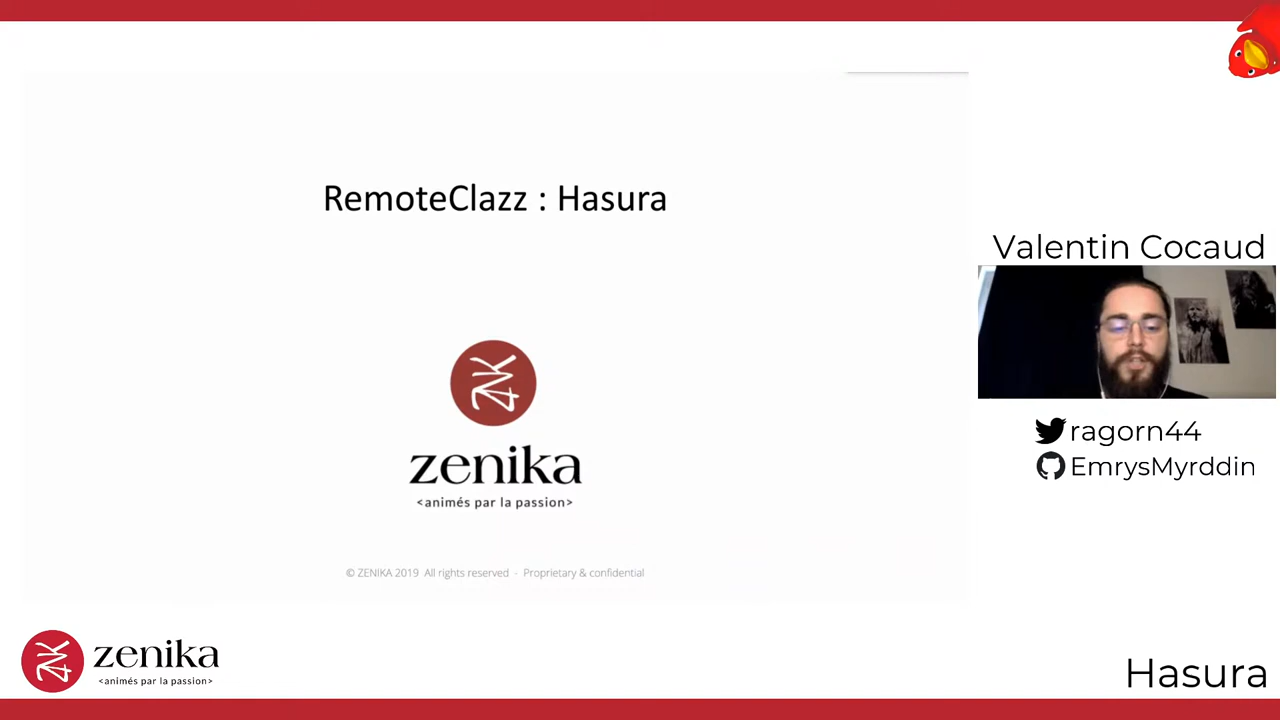 RemoteClazz : Hasura
zenika
<animés par la passion>
© ZENIKA 2019 All rights reserved - Proprietary & confidential
Valentin Cocaud
ragorn44
EmrysMyrddin
zenika
<animés par la passion>
Hasura